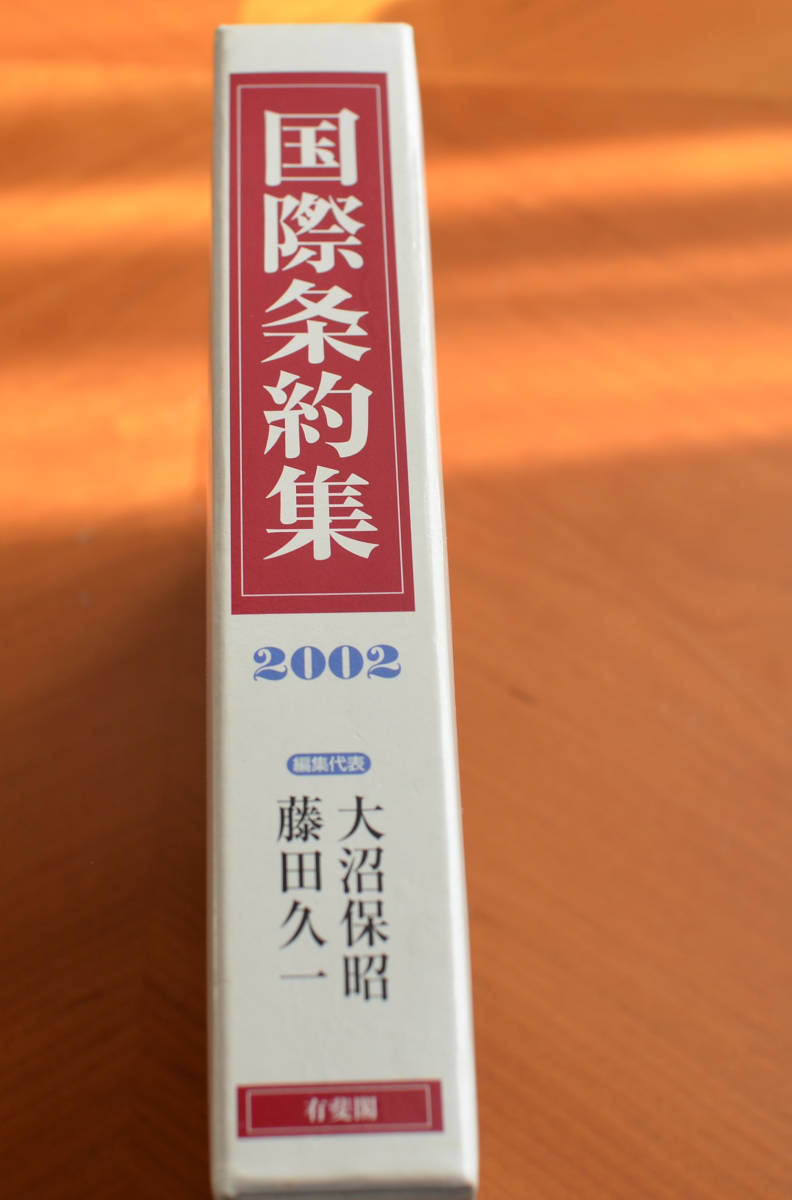 国際条約集
2002
編集代表
大沼保昭
藤田久一
有斐閣